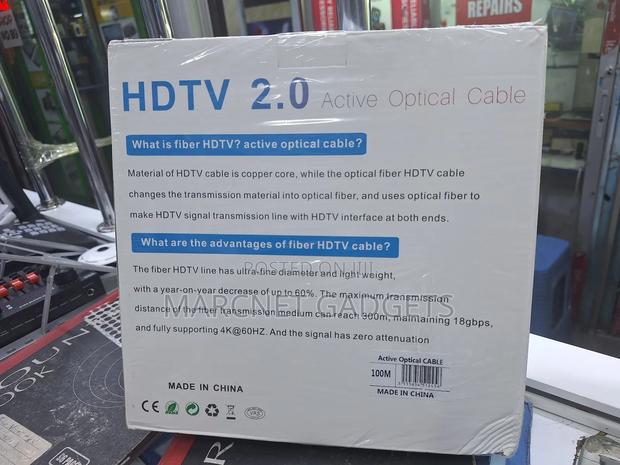 REPAIRS
HDTV 2.0 Active Optical Cable
What is fiber HDTV? active optical cable?
Material of HDTV cable is copper core, while the optical fiber HDTV cable
changes the transmission material into optical fiber, and uses optical fiber to
make HDTV signal transmission line with HDTV interface at both ends.
What are the advantages of fiber HDTV cable?
POSTED ON JIJI
The fiber HDTV line has ultra-fine diameter and light weight,
with a year-on-year decrease of up to 60%. The maximum transmission
MARCNET GADGETS
distance of the fiber transmission medium can reach 300m, maintaining 18gbps,
and fully supporting 4K@60HZ. And the signal has zero attenuation
Active Optical CABLE
100M
MADE IN CHINA
MADE IN CHINA
CE